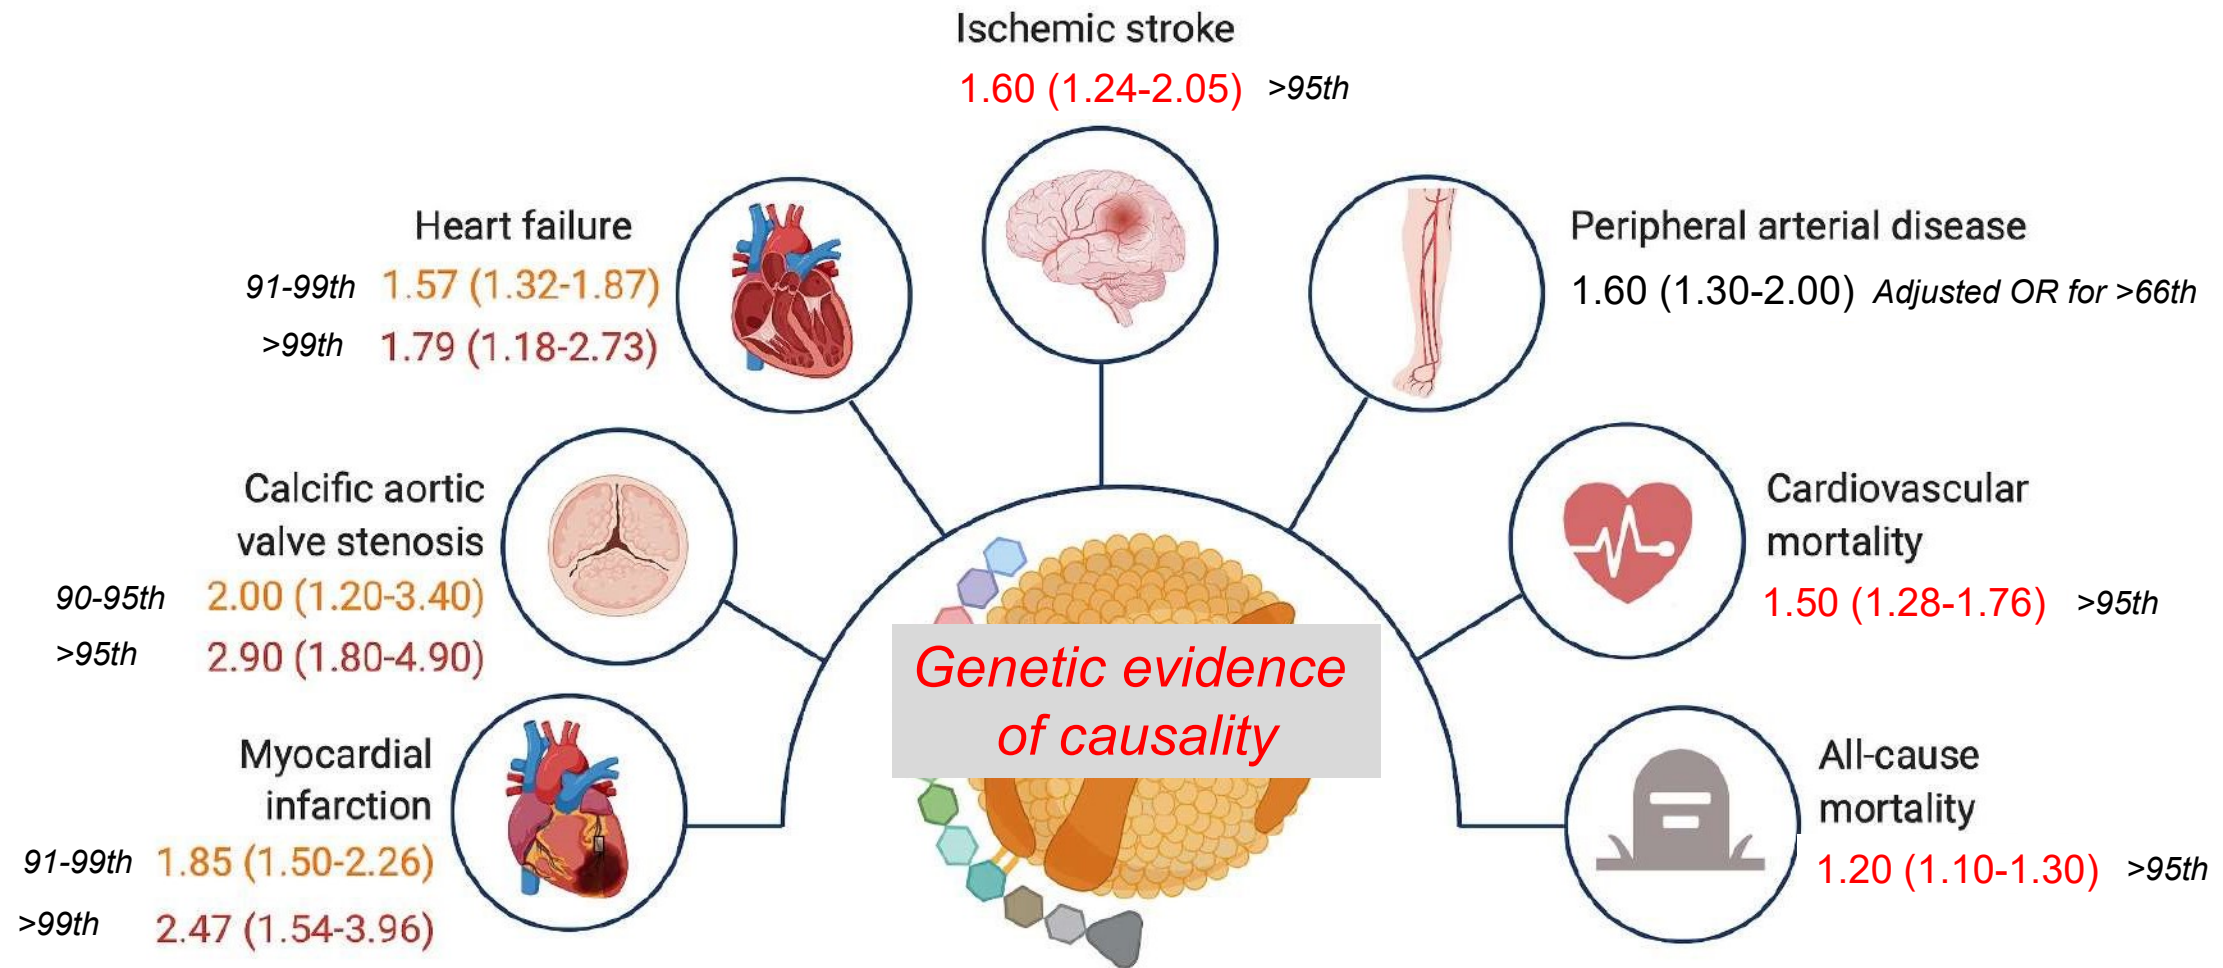 Ischemic stroke
1.60 (1.24-2.05) >95th
Heart failure
91-99th 1.57 (1.32-1.87)
>99th 1.79 (1.18-2.73)
Peripheral arterial disease
1.60 (1.30-2.00) Adjusted OR for >66th
Calcific aortic
valve stenosis
90-95th 2.00 (1.20-3.40)
>95th 2.90 (1.80-4.90)
Cardiovascular
mortality
1.50 (1.28-1.76) >95th
Genetic evidence
of causality
Myocardial
infarction
91-99th 1.85 (1.50-2.26)
>99th 2.47 (1.54-3.96)
All-cause
mortality
1.20 (1.10-1.30) >95th